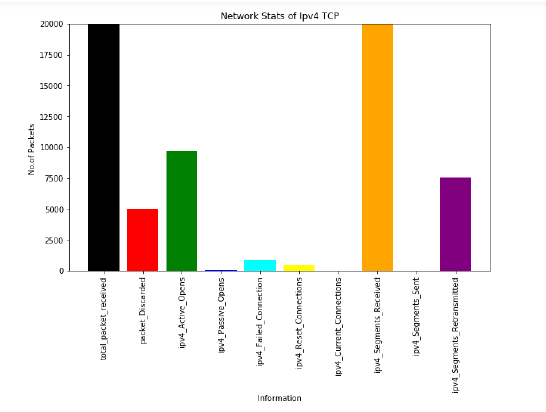 Network Stats of Ipv4 TCP
20000
17500
15000
12500
10000
7500
5000
2500
0
No.of Packets
total_packet_received
packet_Discarded
ipv4_Active_Opens
ipv4_Passive_Opens
ipv4_Failed_Connection
ipv4_Reset_Connections
ipv4_Current_Connections
ipv4_Segments_Received
ipv4_Segments_Sent
ipv4_Segments_Retransmitted
Information